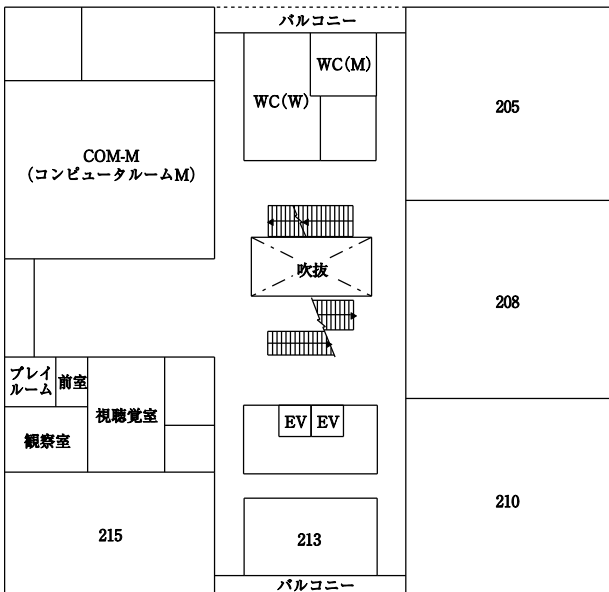 バルコニー
WC(M)
WC(W)
205
COM-M
(コンピュータルームM)
吹抜
208
プレイ
ルーム
前室
視聴覚室
観察室
EV
EV
210
215
213
バルコニー